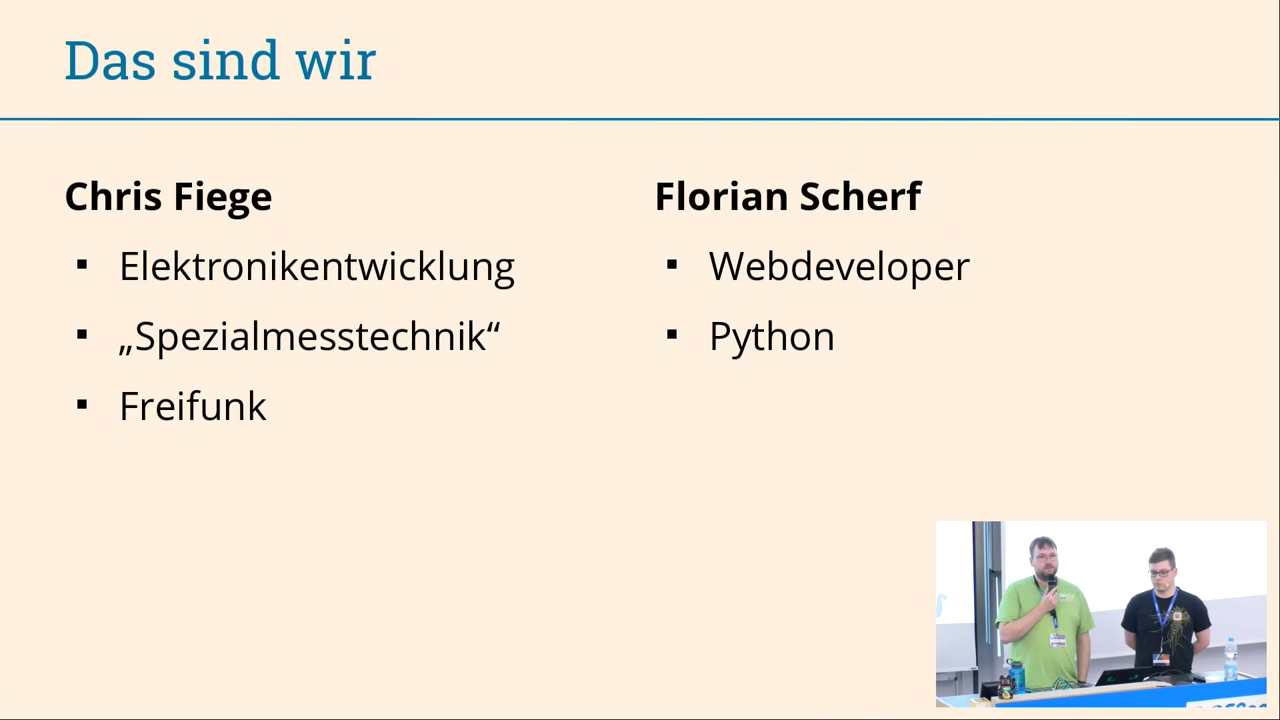 Das sind wir
Chris Fiege
▪ Elektronikentwicklung
▪ „Spezialmesstechnik“
▪ Freifunk
Florian Scherf
▪ Webdeveloper
▪ Python